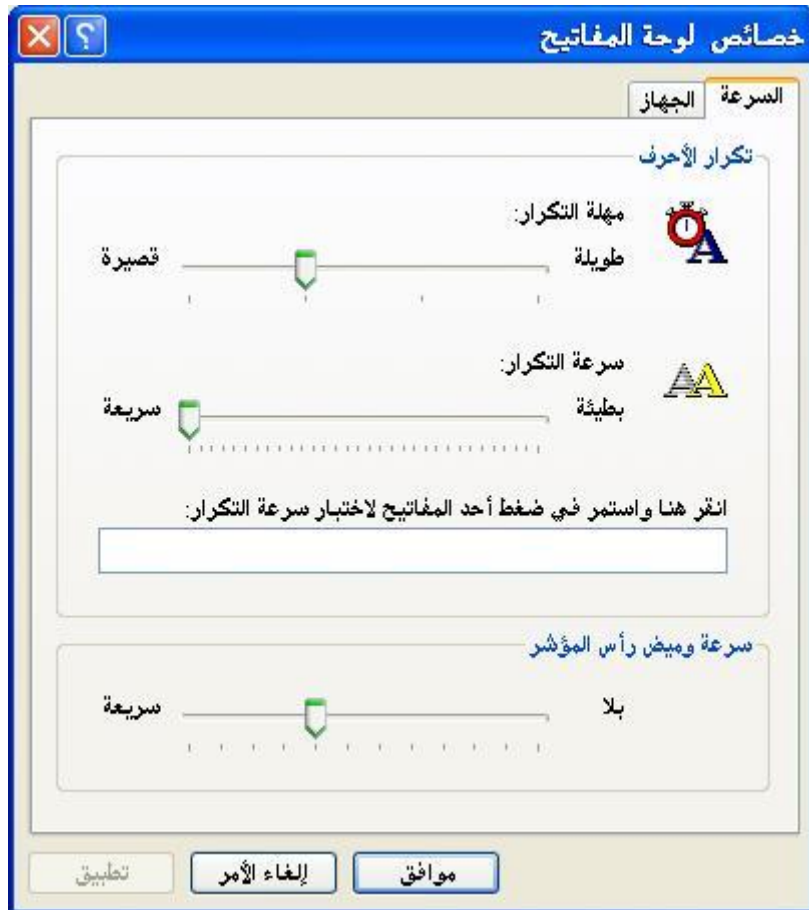 خصائص لوحة المفاتيح
السرعة الجهاز
تكرار الأحرف
مهلة التكرار:
طويلة قصيرة
سرعة التكرار:
بطيئة سريعة
انقر هنا واستمر في ضغط أحد المفاتيح لاختبار سرعة التكرار:
سرعة وميض رأس المؤشر
بلا سريعة
موافق إلغاء الأمر تطبيق